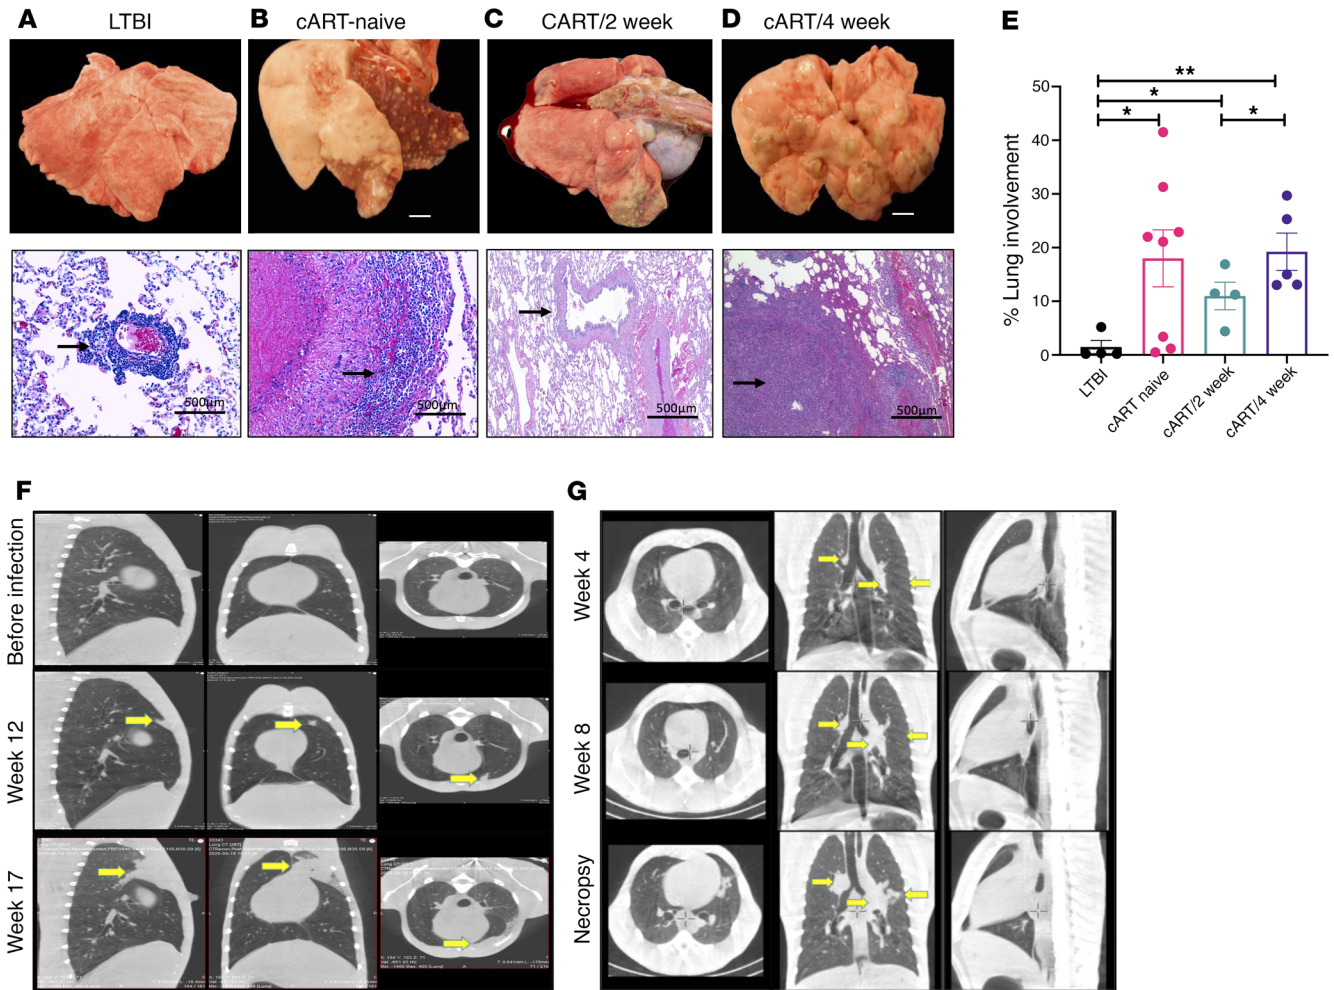 A LTBI
B cART-naive
C CART/2 week
D cART/4 week
E
500µm
500µm
500µm
500µm
% Lung involvement
50
40
30
20
10
0
**
*
*
*
LTBI
cART naive
cART/2 week
cART/4 week
F
Before infection
Week 12
Week 17
G
Week 4
Week 8
Necropsy